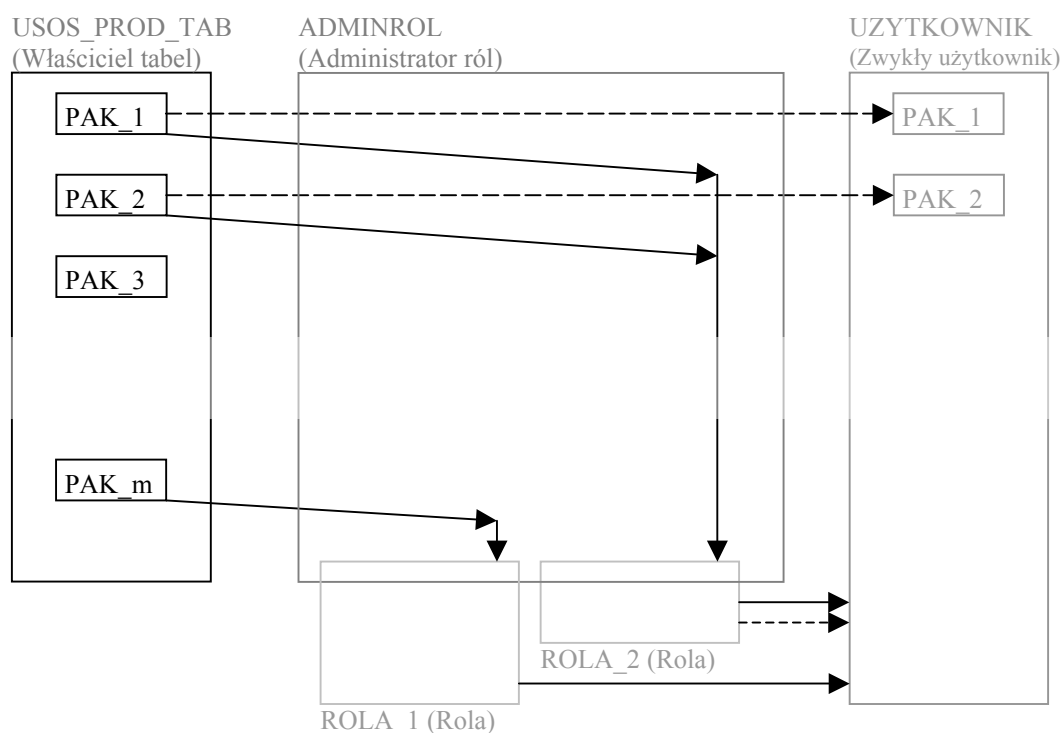 USOS_PROD_TAB
(Właściciel tabel)
ADMINROL
(Administrator ról)
UZYTKOWNIK
(Zwykły użytkownik)
PAK_1
PAK_1
PAK_2
PAK_2
PAK_3
PAK_m
ROLA_2 (Rola)
ROLA_1 (Rola)